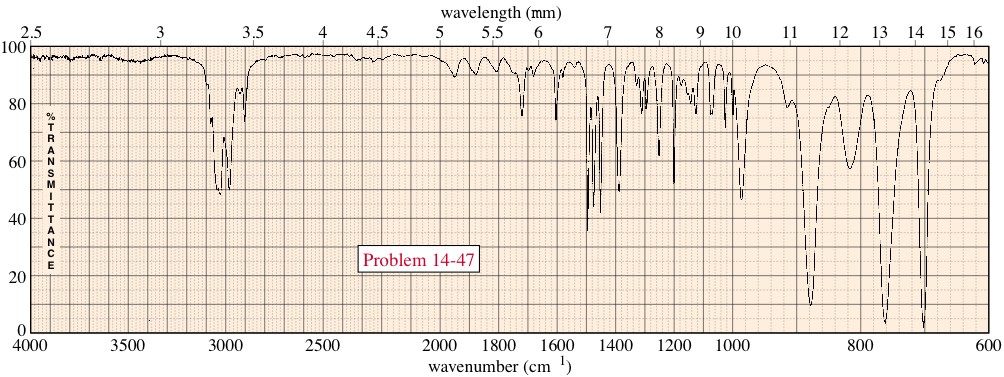 wavelength (mm)
2.5 3 3.5 4 4.5 5 5.5 6 7 8 9 10 11 12 13 14 15 16
100
80
60
40
20
0
% TRANSMITTANCE
Problem 14-47
4000 3500 3000 2500 2000 1800 1600 1400 1200 1000 800 600
wavenumber (cm 1)